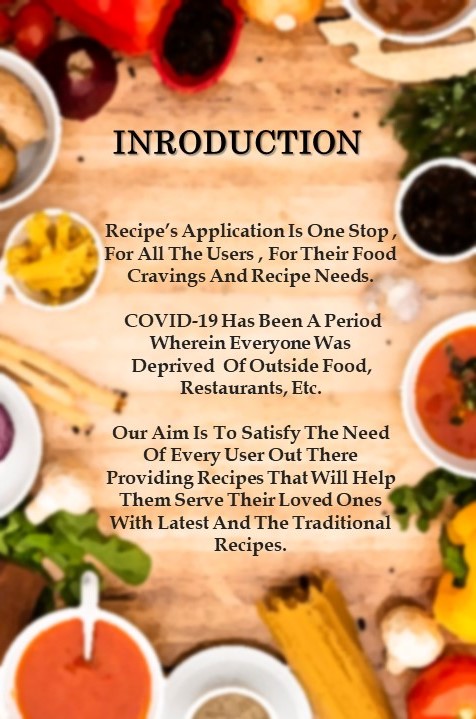 INRODUCTION
Recipe's Application Is One Stop ,
For All The Users , For Their Food
Cravings And Recipe Needs.
COVID-19 Has Been A Period
Wherein Everyone Was
Deprived Of Outside Food,
Restaurants, Etc.
Our Aim Is To Satisfy The Need
Of Every User Out There
Providing Recipes That Will Help
Them Serve Their Loved Ones
With Latest And The Traditional
Recipes.